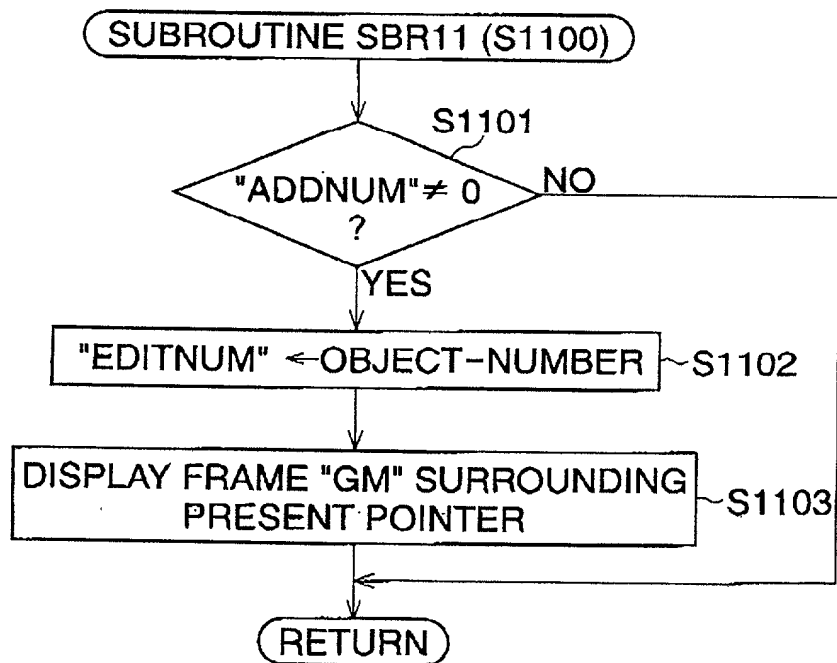 SUBROUTINE SBR11 (S1100)
S1101
"ADDNUM"≠ 0
?
NO
YES
"EDITNUM" ←OBJECT-NUMBER
S1102
DISPLAY FRAME "GM" SURROUNDING
PRESENT POINTER
S1103
RETURN